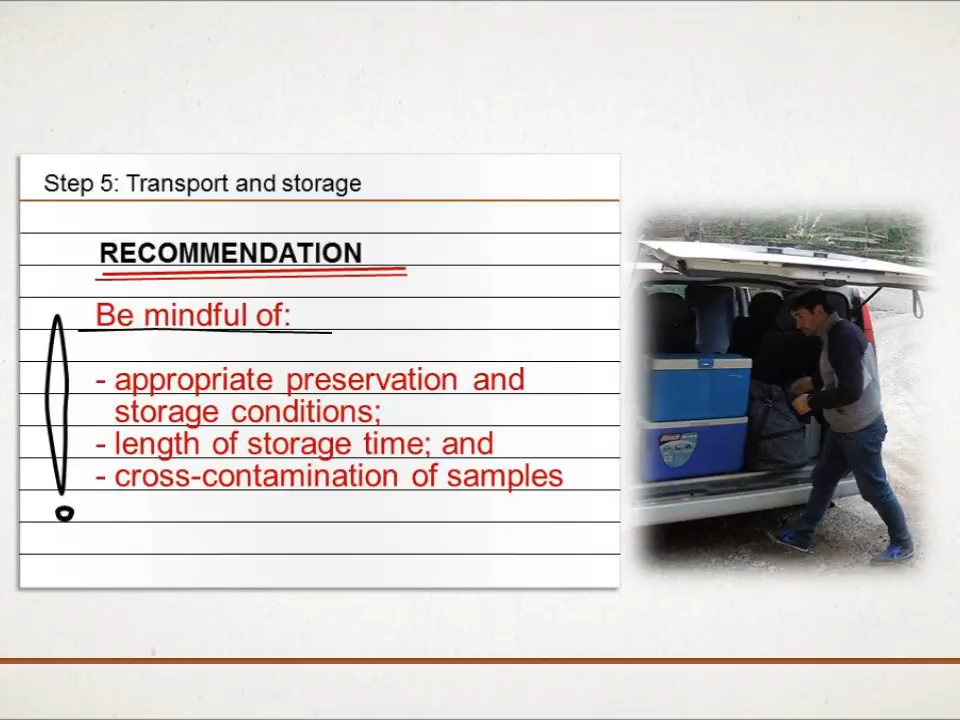 Step 5: Transport and storage
RECOMMENDATION
Be mindful of:
- appropriate preservation and
storage conditions;
- length of storage time; and
- cross-contamination of samples